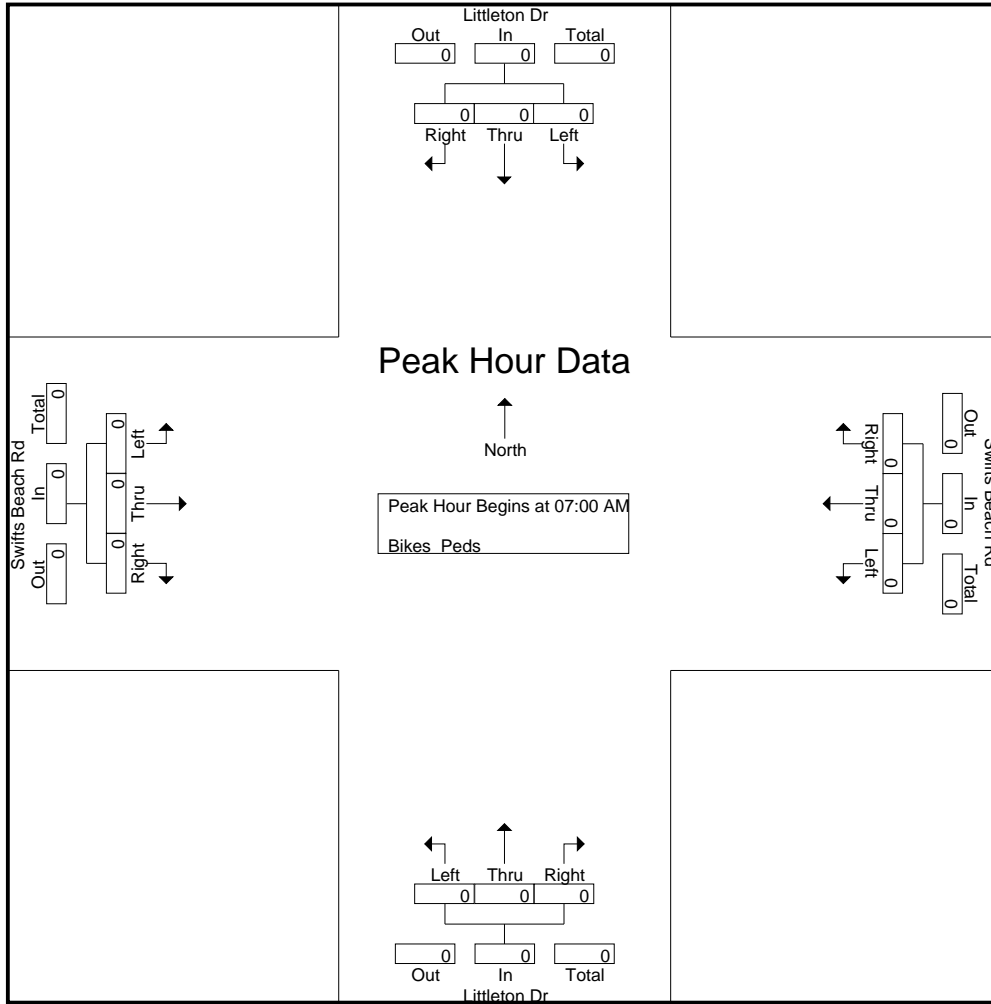 Littleton Dr
Out In Total
0 0 0
0 0 0
Right Thru Left
Peak Hour Data
North
Peak Hour Begins at 07:00 AM
Bikes Peds
Swifts Beach Rd
Total In Out
0 0 0
0 0 0
Left Thru Right
Right Thru Left
0 0 0
0 0 0
Out In Total
Swifts Beach Rd
Left Thru Right
0 0 0
0 0 0
Out In Total
Littleton Dr